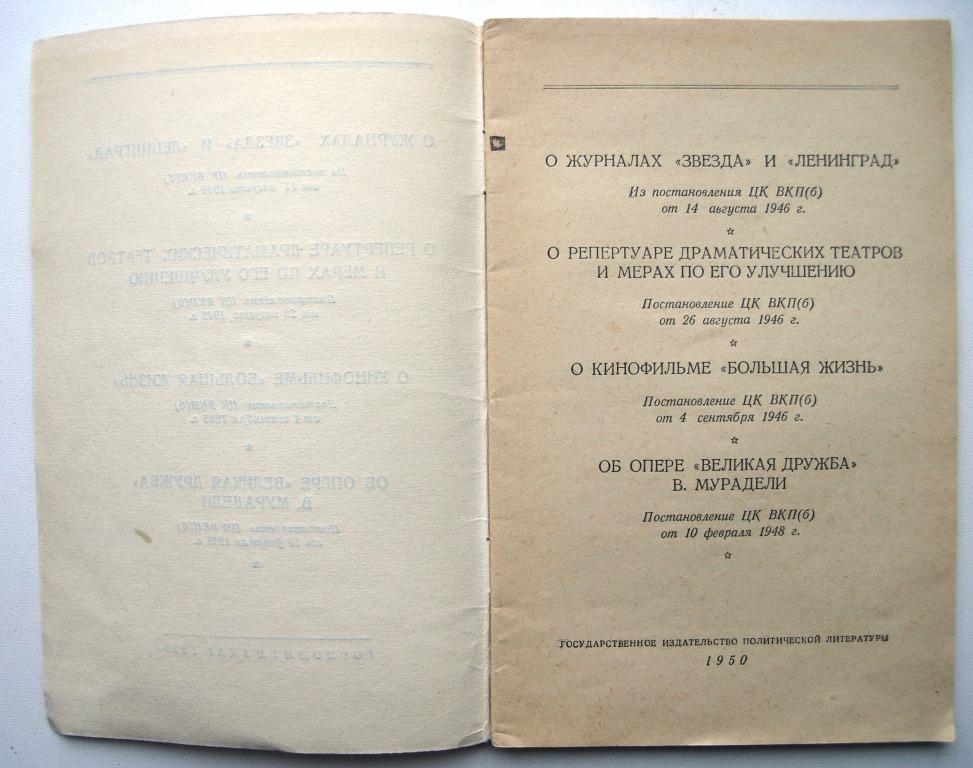 О ЖУРНАЛАХ «ЗВЕЗДА» И «ЛЕНИНГРАД»
Из постановления ЦК ВКП(б)
от 14 августа 1946 г.
☆
О РЕПЕРТУАРЕ ДРАМАТИЧЕСКИХ ТЕАТРОВ
И МЕРАХ ПО ЕГО УЛУЧШЕНИЮ
Постановление ЦК ВКП(б)
от 26 августа 1946 г.
☆
О КИНОФИЛЬМЕ «БОЛЬШАЯ ЖИЗНЬ»
Постановление ЦК ВКП(б)
от 4 сентября 1946 г.
☆
ОБ ОПЕРЕ «ВЕЛИКАЯ ДРУЖБА»
В. МУРАДЕЛИ
Постановление ЦК ВКП(б)
от 10 февраля 1948 г.
☆
ГОСУДАРСТВЕННОЕ ИЗДАТЕЛЬСТВО ПОЛИТИЧЕСКОЙ ЛИТЕРАТУРЫ
1950